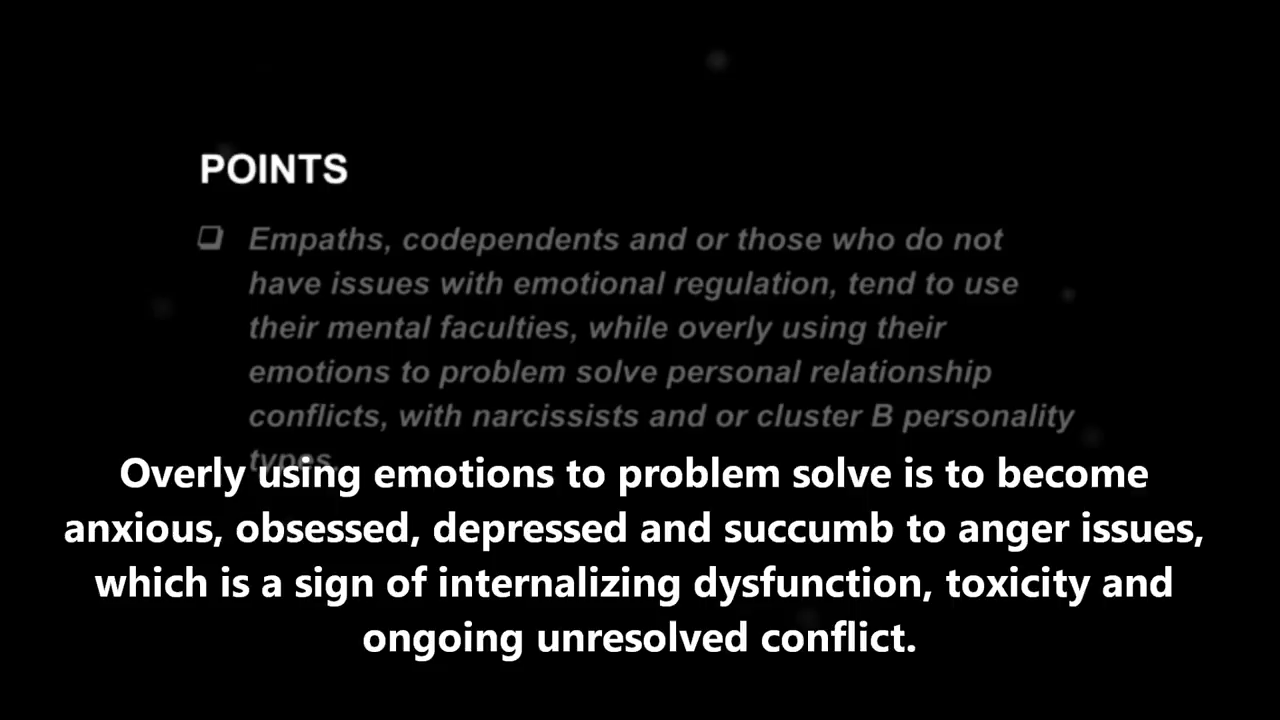 POINTS
❑ Empaths, codependents and or those who do not
have issues with emotional regulation, tend to use
their mental faculties, while overly using their
emotions to problem solve personal relationship
conflicts, with narcissists and or cluster B personality
types.
Overly using emotions to problem solve is to become
anxious, obsessed, depressed and succumb to anger issues,
which is a sign of internalizing dysfunction, toxicity and
ongoing unresolved conflict.